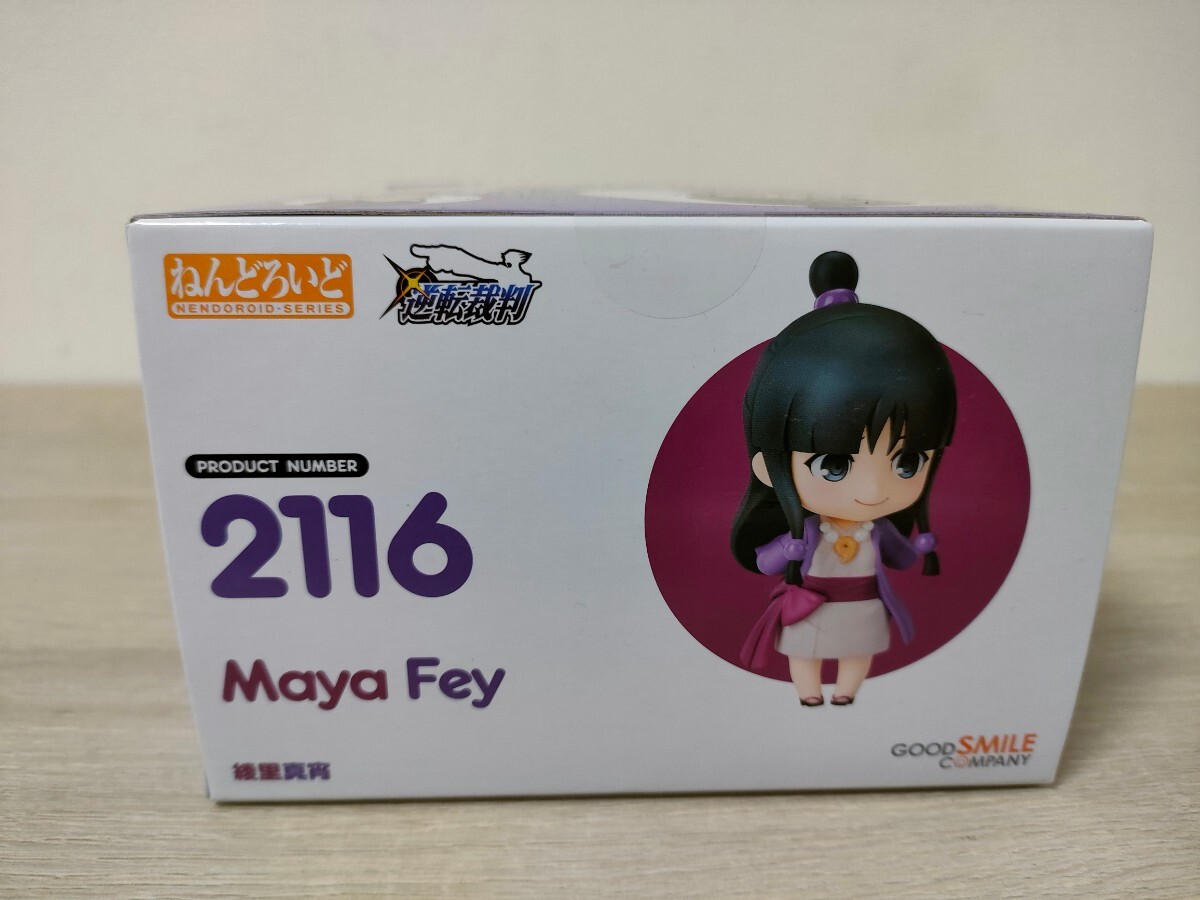 ねんどろいど
NENDOROID-SERIES
逆転裁判
PRODUCT NUMBER
2116
Maya Fey
綾里真宵
GOOD SMILE
COMPANY